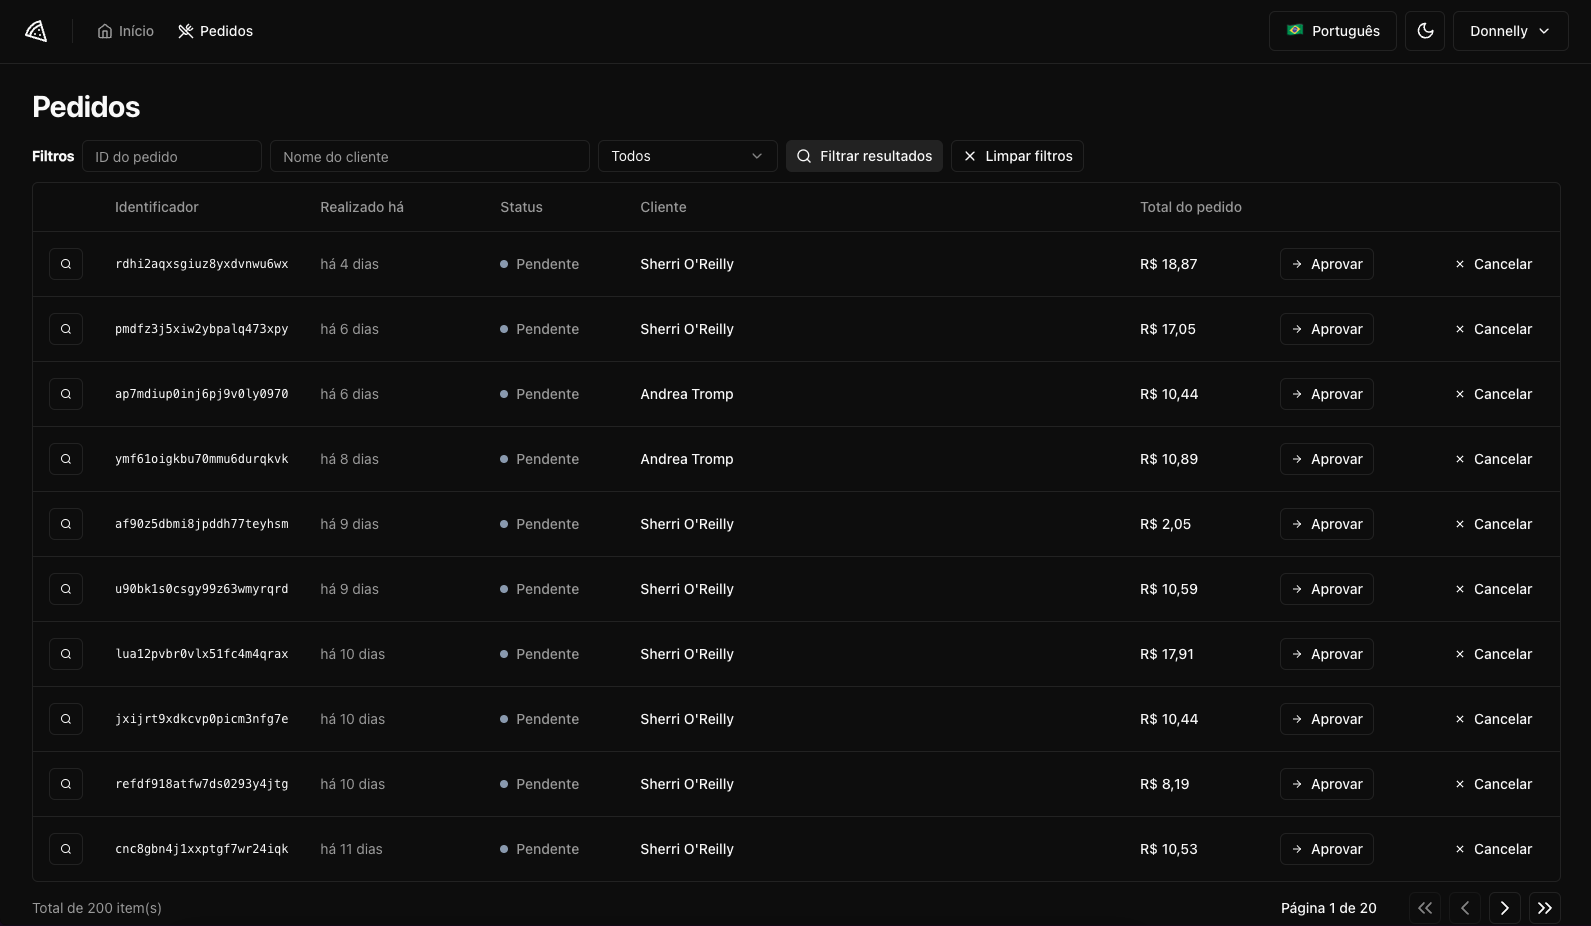 Início Pedidos Português Donnelly
Pedidos
Filtros ID do pedido Nome do cliente Todos Filtrar resultados Limpar filtros
Identificador Realizado há Status Cliente Total do pedido
rdhi2aqxsgiuz8yxdvnwu6wx há 4 dias Pendente Sherri O'Reilly R$ 18,87 Aprovar Cancelar
pmdfz3j5xiw2ybpalq473xpy há 6 dias Pendente Sherri O'Reilly R$ 17,05 Aprovar Cancelar
ap7mdiup0inj6pj9v0ly0970 há 6 dias Pendente Andrea Tromp R$ 10,44 Aprovar Cancelar
ymf61oigkbu70mmu6durqkvk há 8 dias Pendente Andrea Tromp R$ 10,89 Aprovar Cancelar
af90z5dbmi8jpddh77teyhsm há 9 dias Pendente Sherri O'Reilly R$ 2,05 Aprovar Cancelar
u90bk1s0csgy99z63wmyrqrd há 9 dias Pendente Sherri O'Reilly R$ 10,59 Aprovar Cancelar
lua12pvbr0vlx51fc4m4qrax há 10 dias Pendente Sherri O'Reilly R$ 17,91 Aprovar Cancelar
jxijrt9xdkcvp0picm3nfg7e há 10 dias Pendente Sherri O'Reilly R$ 10,44 Aprovar Cancelar
refdf918atfw7ds0293y4jtg há 10 dias Pendente Sherri O'Reilly R$ 8,19 Aprovar Cancelar
cnc8gbn4j1xxptgf7wr24iqk há 11 dias Pendente Sherri O'Reilly R$ 10,53 Aprovar Cancelar
Total de 200 item(s) Página 1 de 20